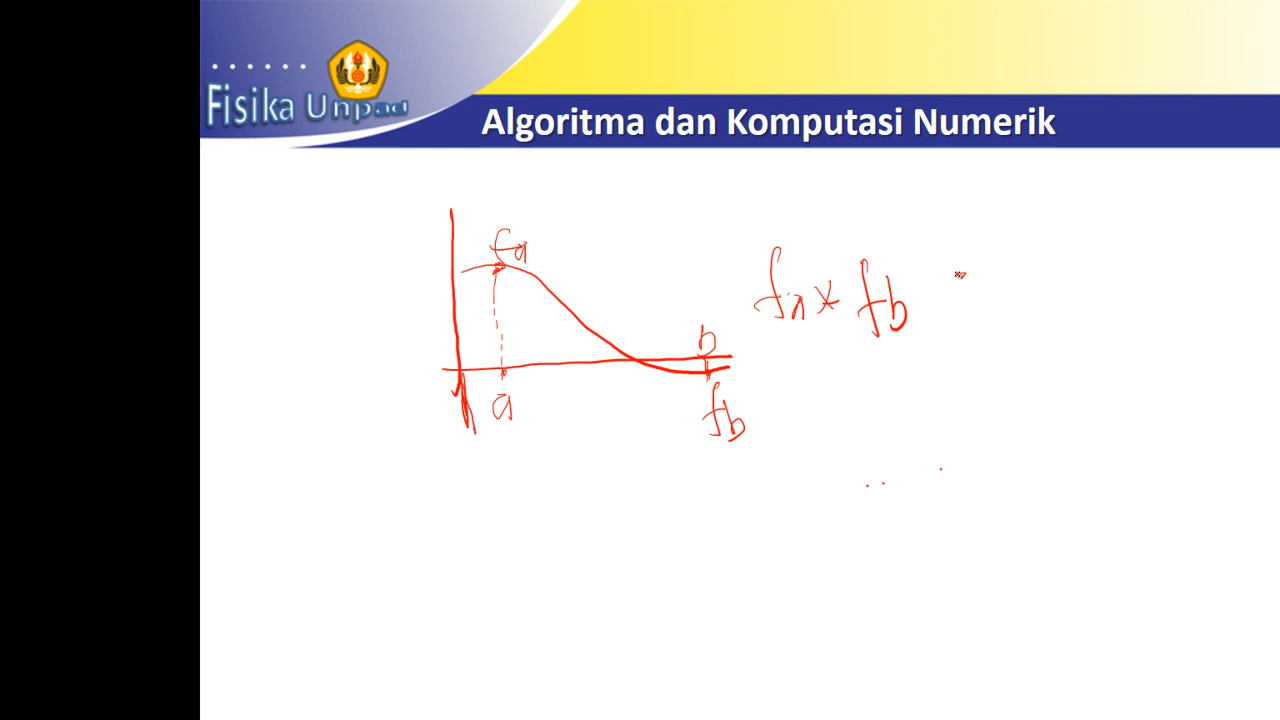 Fisika Unpad
Algoritma dan Komputasi Numerik
fa
fa * fb
b
a
fb